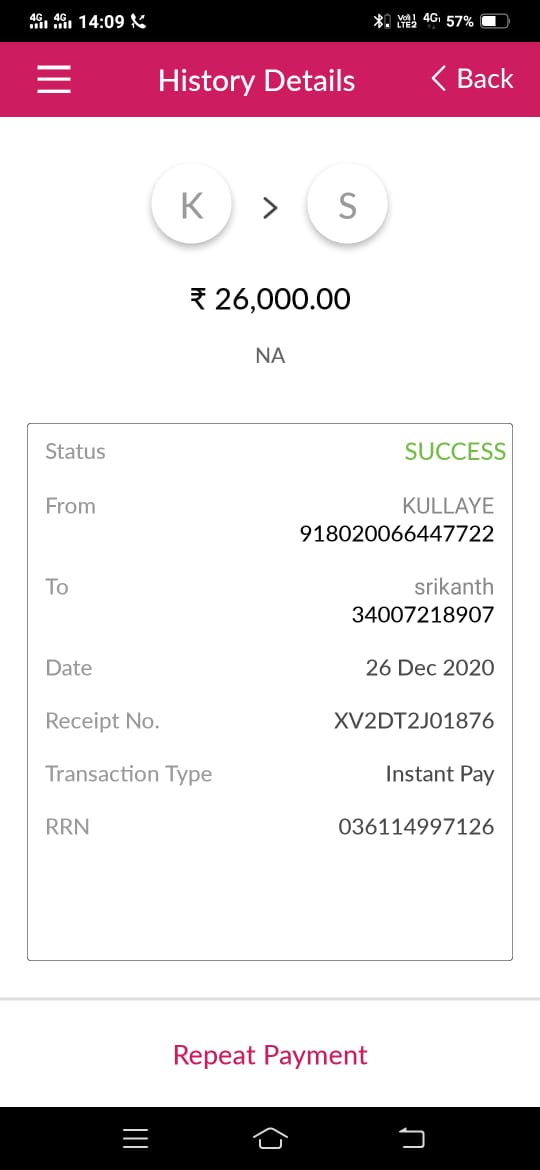 4G 4G 14:09 VoI1 LTE2 4G 57%
History Details
Back
K > S
₹ 26,000.00
NA
Status SUCCESS
From KULLAYE
918020066447722
To srikanth
34007218907
Date 26 Dec 2020
Receipt No. XV2DT2J01876
Transaction Type Instant Pay
RRN 036114997126
Repeat Payment